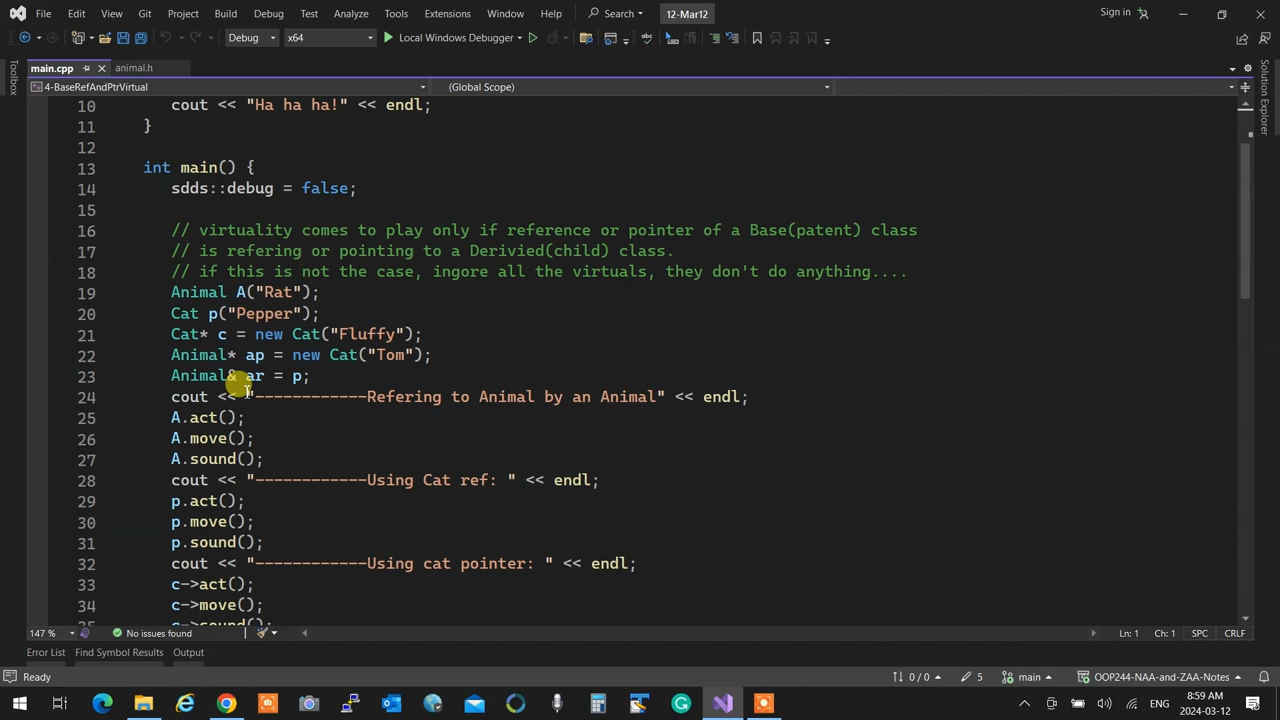 File Edit View Git Project Build Debug Test Analyze Tools Extensions Window Help Search 12-Mar12 Sign in
Debug x64 Local Windows Debugger
Toolbox
main.cpp animal.h
4-BaseRefAndPtrVirtual (Global Scope)
Solution Explorer
10 cout << "Ha ha ha!" << endl;
11 }
12
13 int main() {
14 sdds::debug = false;
15
16 // virtuality comes to play only if reference or pointer of a Base(patent) class
17 // is refering or pointing to a Derivied(child) class.
18 // if this is not the case, ingore all the virtuals, they don't do anything....
19 Animal A("Rat");
20 Cat p("Pepper");
21 Cat* c = new Cat("Fluffy");
22 Animal* ap = new Cat("Tom");
23 Animal& ar = p;
24 cout << "------------Refering to Animal by an Animal" << endl;
25 A.act();
26 A.move();
27 A.sound();
28 cout << "------------Using Cat ref: " << endl;
29 p.act();
30 p.move();
31 p.sound();
32 cout << "------------Using cat pointer: " << endl;
33 c->act();
34 c->move();
35 c->sound();
147 % No issues found Ln: 1 Ch: 1 SPC CRLF
Error List Find Symbol Results Output
Ready 0 / 0 5 main OOP244-NAA-and-ZAA-Notes
ENG 8:59 AM
2024-03-12